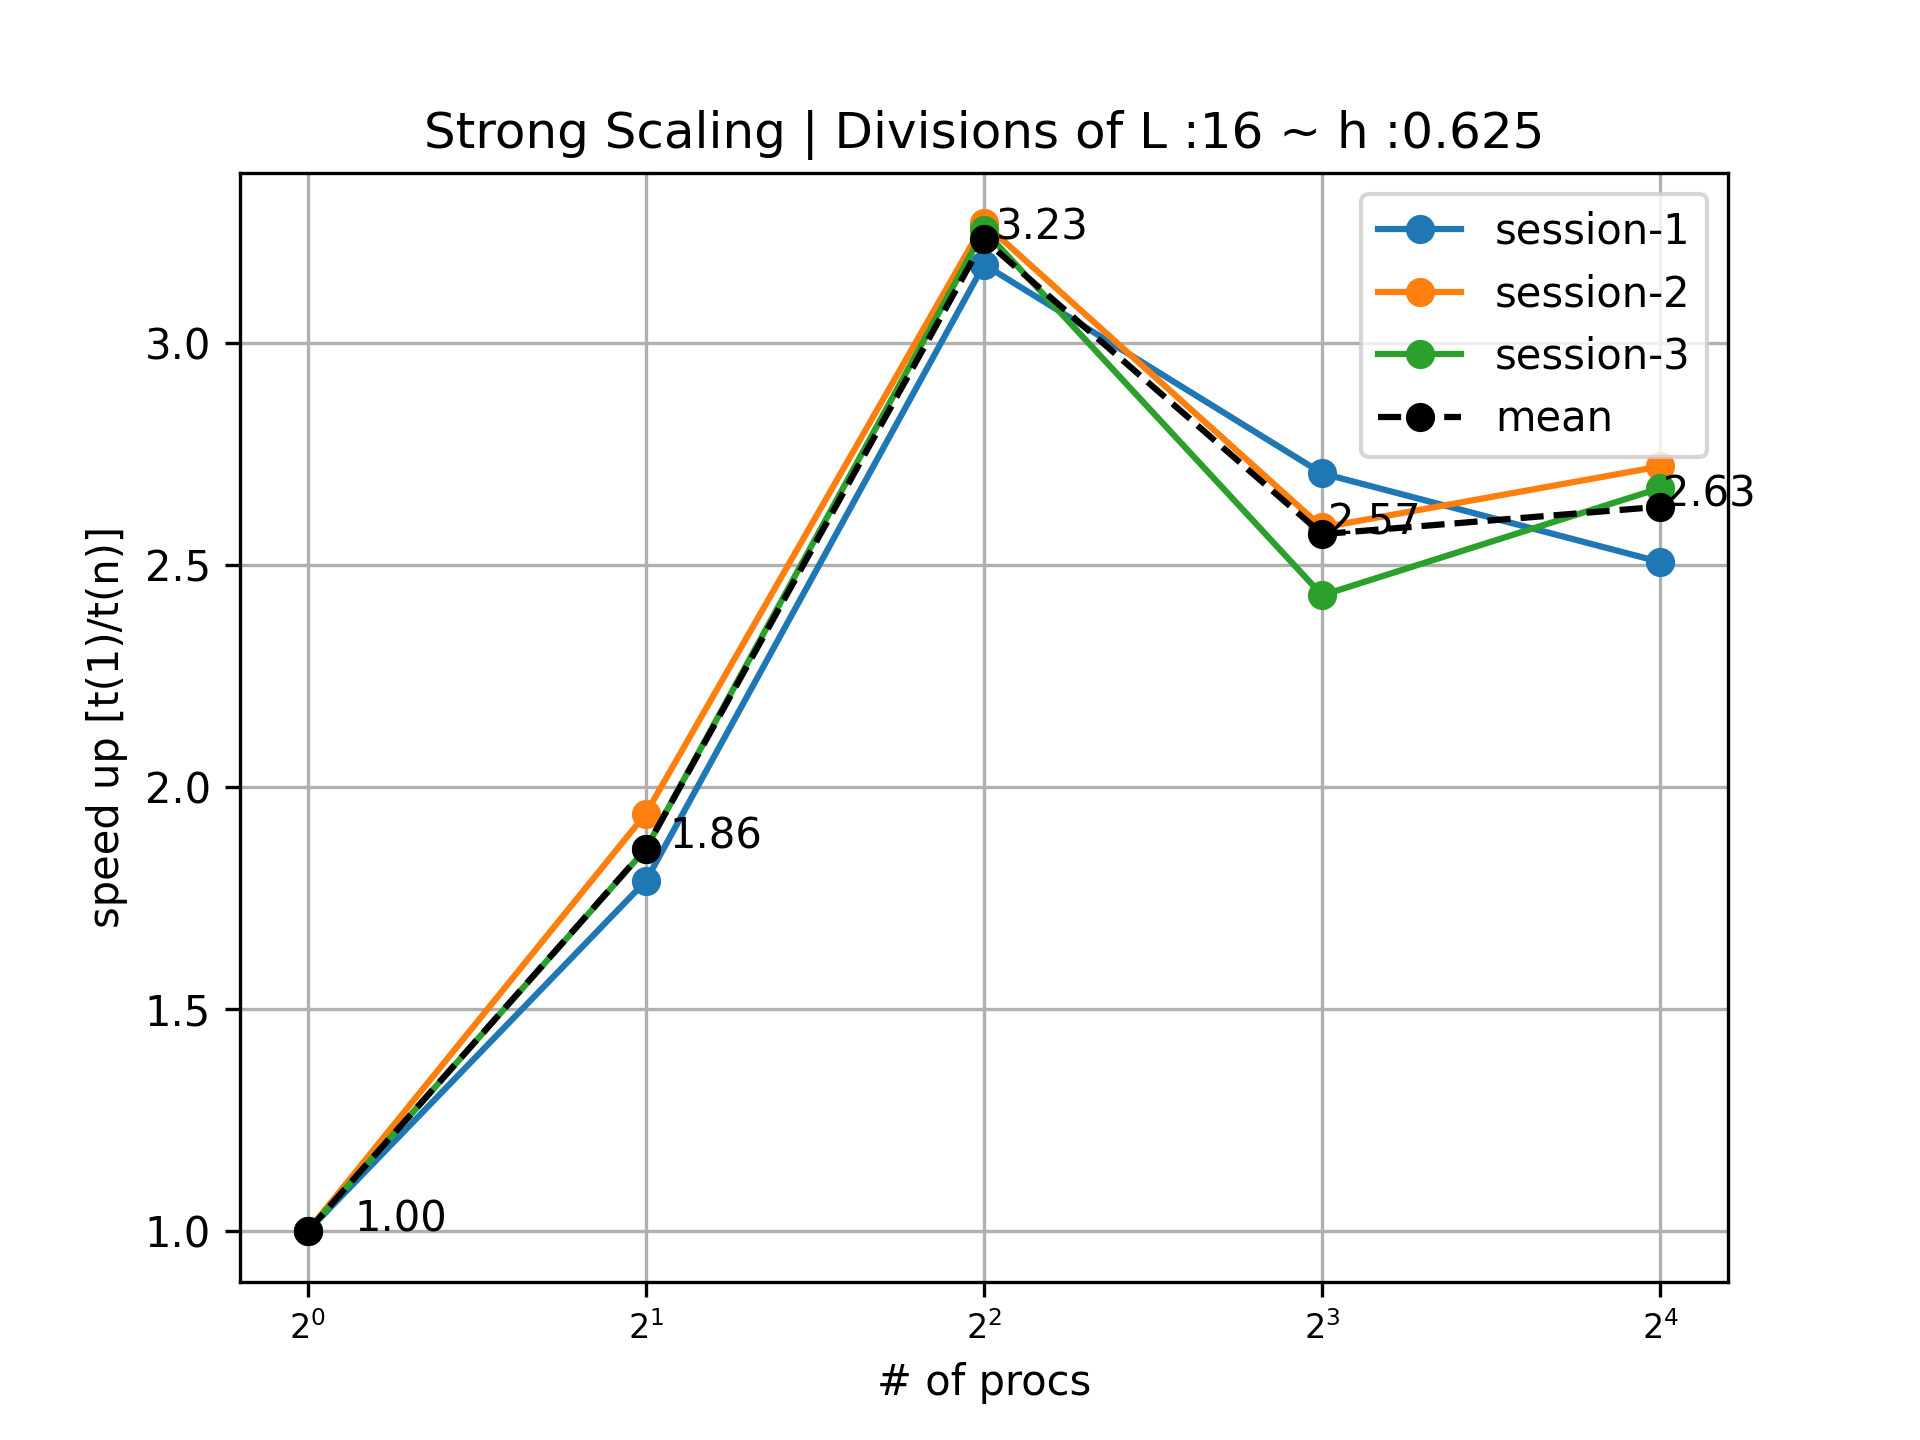 Strong Scaling | Divisions of L :16 ~ h :0.625
session-1
session-2
session-3
mean
3.23
2.63
2.57
1.86
1.00
3.0
2.5
2.0
1.5
1.0
speed up [t(1)/t(n)]
2⁰ 2¹ 2² 2³ 2⁴
# of procs